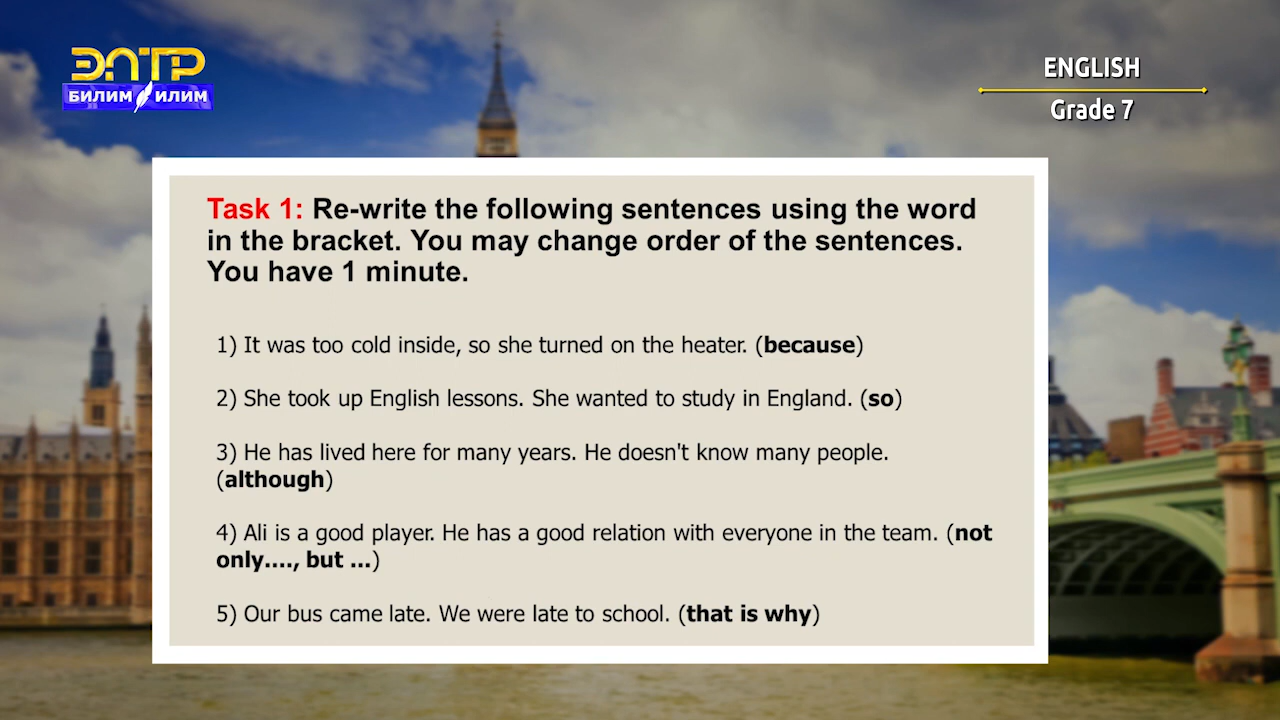 ЭЛТР
БИЛИМ ИЛИМ
ENGLISH
Grade 7
Task 1: Re-write the following sentences using the word
in the bracket. You may change order of the sentences.
You have 1 minute.
1) It was too cold inside, so she turned on the heater. (because)
2) She took up English lessons. She wanted to study in England. (so)
3) He has lived here for many years. He doesn't know many people.
(although)
4) Ali is a good player. He has a good relation with everyone in the team. (not
only...., but ...)
5) Our bus came late. We were late to school. (that is why)